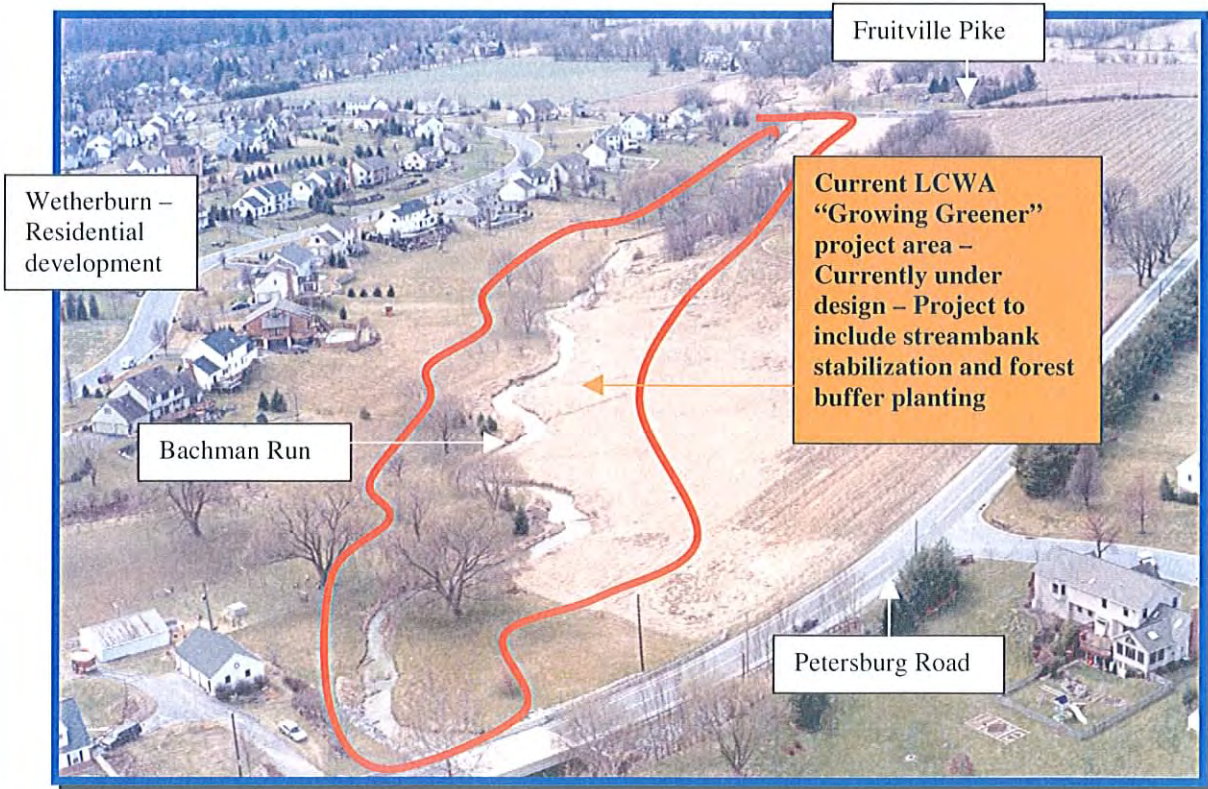 Fruitville Pike
Wetherburn –
Residential
development
Current LCWA
“Growing Greener”
project area –
Currently under
design – Project to
include streambank
stabilization and forest
buffer planting
Bachman Run
Petersburg Road